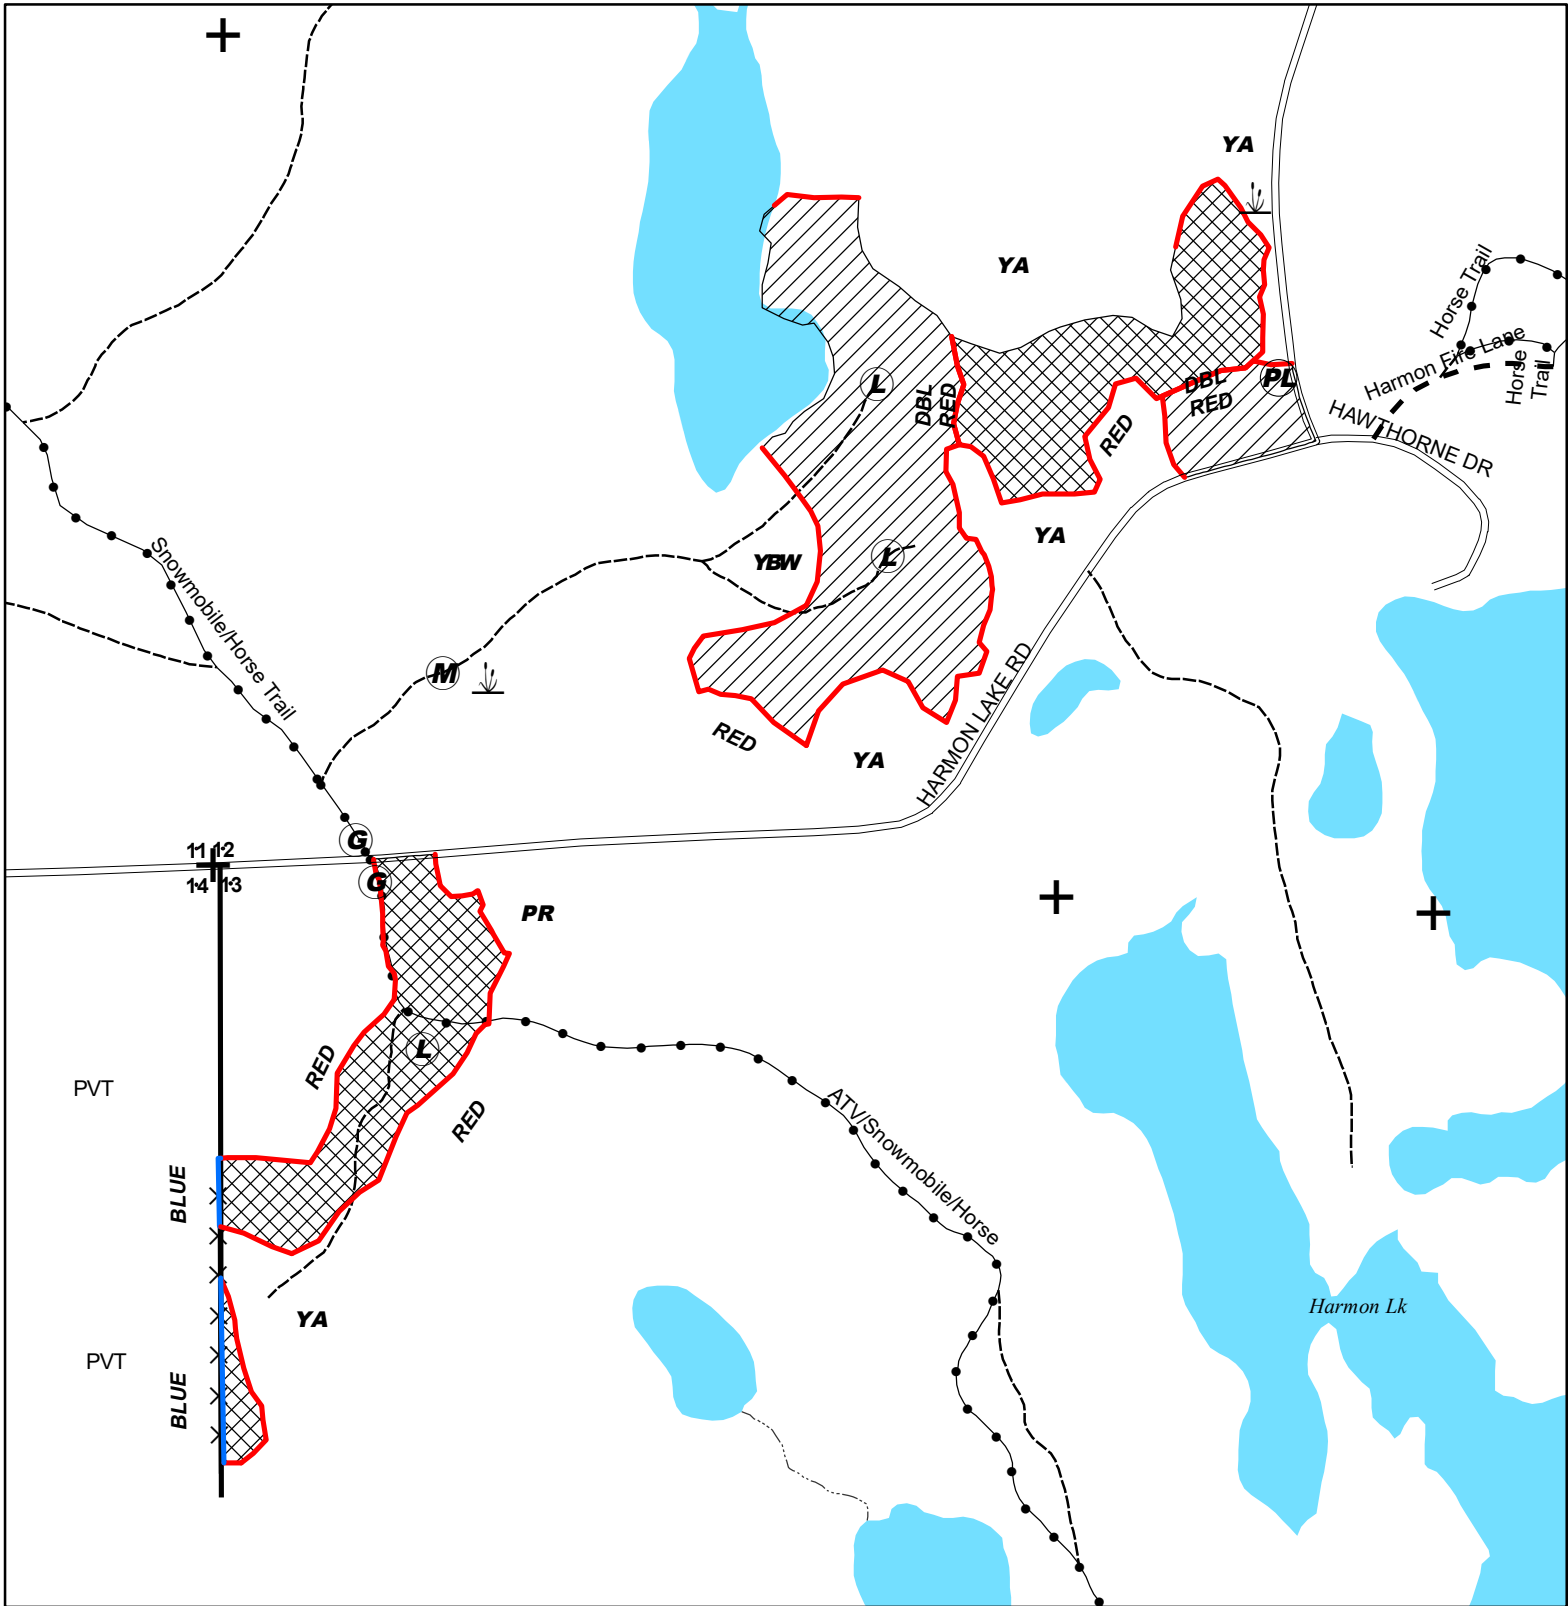 YA
YA
Horse Trail
Harmon Fire Lane
Horse
Trail
L
DBL
RED
DBL
RED
PL
RED
HAWTHORNE DR
YA
YBW
L
Snowmobile/Horse Trail
M
RED
YA
HARMON LAKE RD
G
11 12
14 13
G
PR
L
RED
RED
PVT
ATV/Snowmobile/Horse
BLUE
Harmon Lk
YA
PVT
BLUE